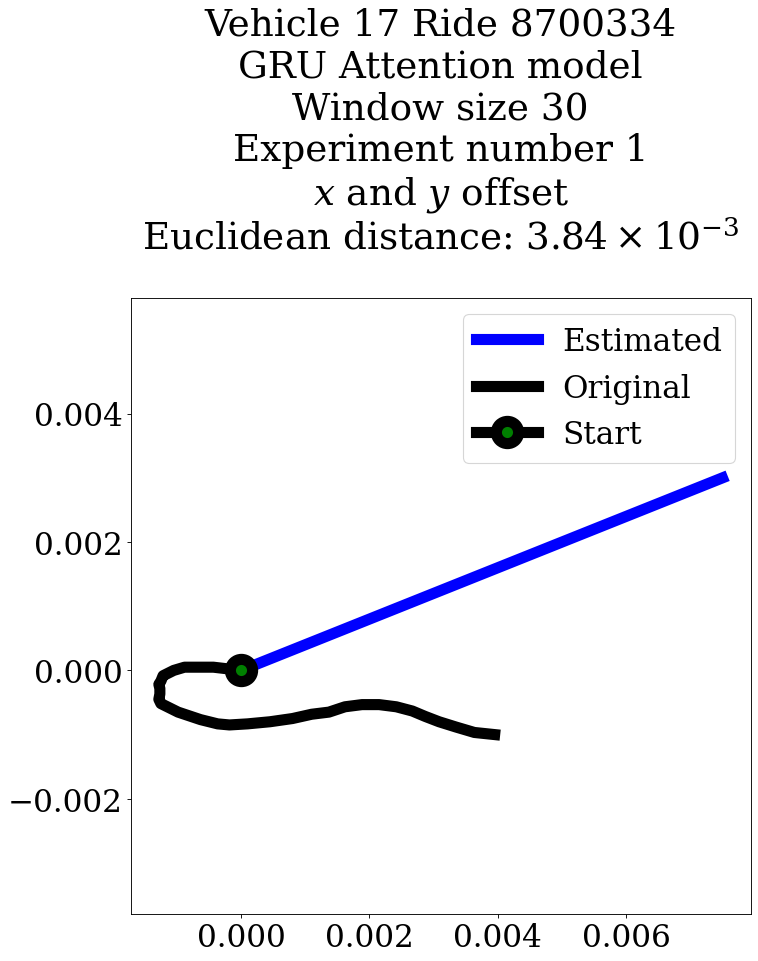 Vehicle 17 Ride 8700334
GRU Attention model
Window size 30
Experiment number 1
x and y offset
Euclidean distance: 3.84 × 10⁻³
Estimated
Original
Start
0.004
0.002
0.000
−0.002
0.000 0.002 0.004 0.006